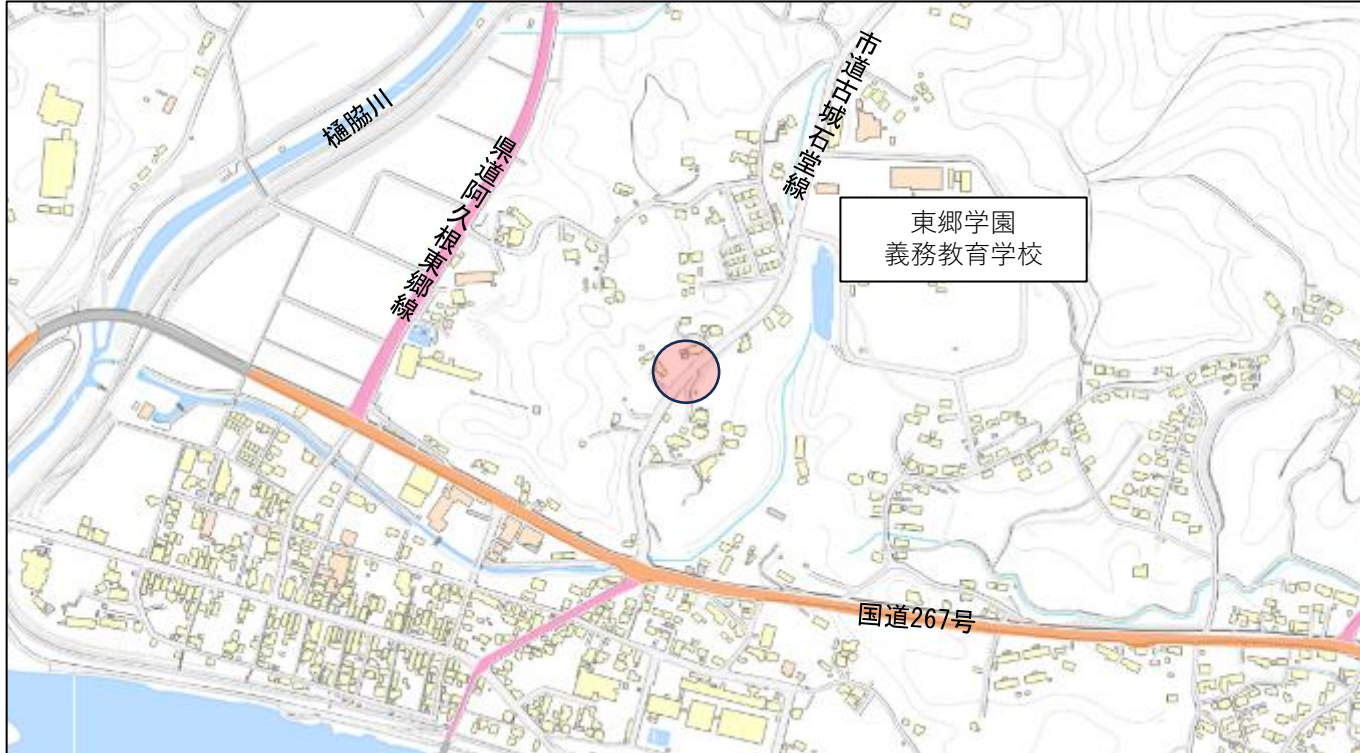 市道古城石堂線
樋脇川
県道阿久根東郷線
東郷学園
義務教育学校
国道267号